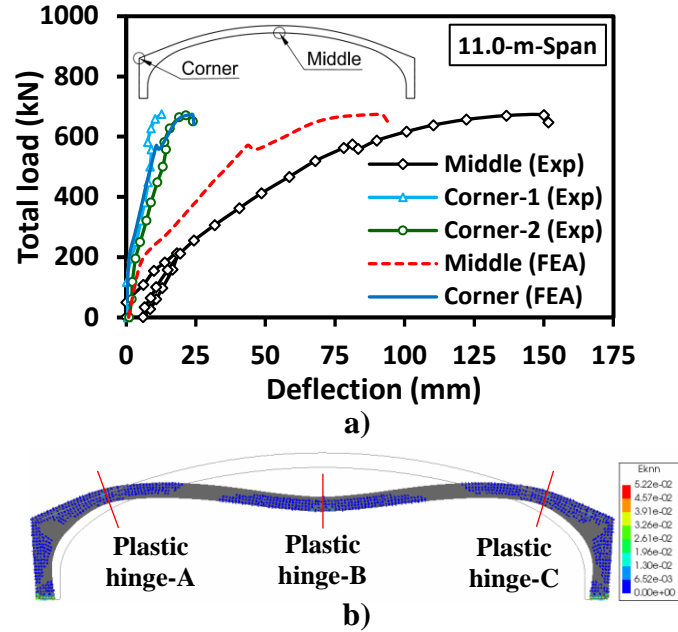 11.0-m-Span
Corner
Middle
Total load (kN)
1000
800
600
400
200
0
Middle (Exp)
Corner-1 (Exp)
Corner-2 (Exp)
Middle (FEA)
Corner (FEA)
0 25 50 75 100 125 150 175
Deflection (mm)
a)
Eknn
5.22e-02
4.57e-02
3.91e-02
3.26e-02
2.61e-02
1.96e-02
1.30e-02
6.52e-03
0.00e+00
Plastic
hinge-A
Plastic
hinge-B
Plastic
hinge-C
b)